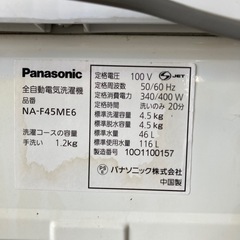 Panasonic
全自動電気洗濯機
品番
NA-F45ME6
洗濯コースの容量
手洗い 1.2kg
定格電圧 100 V
JET
定格周波数 50/60 Hz
定格消費電力 340/400 W
定格時間 洗いのみ 20分
標準洗濯容量 4.5kg
標準脱水容量 4.5kg
標準水量 46 L
標準使用水量 116 L
製造番号 10O1100157
パナソニック株式会社
中国製